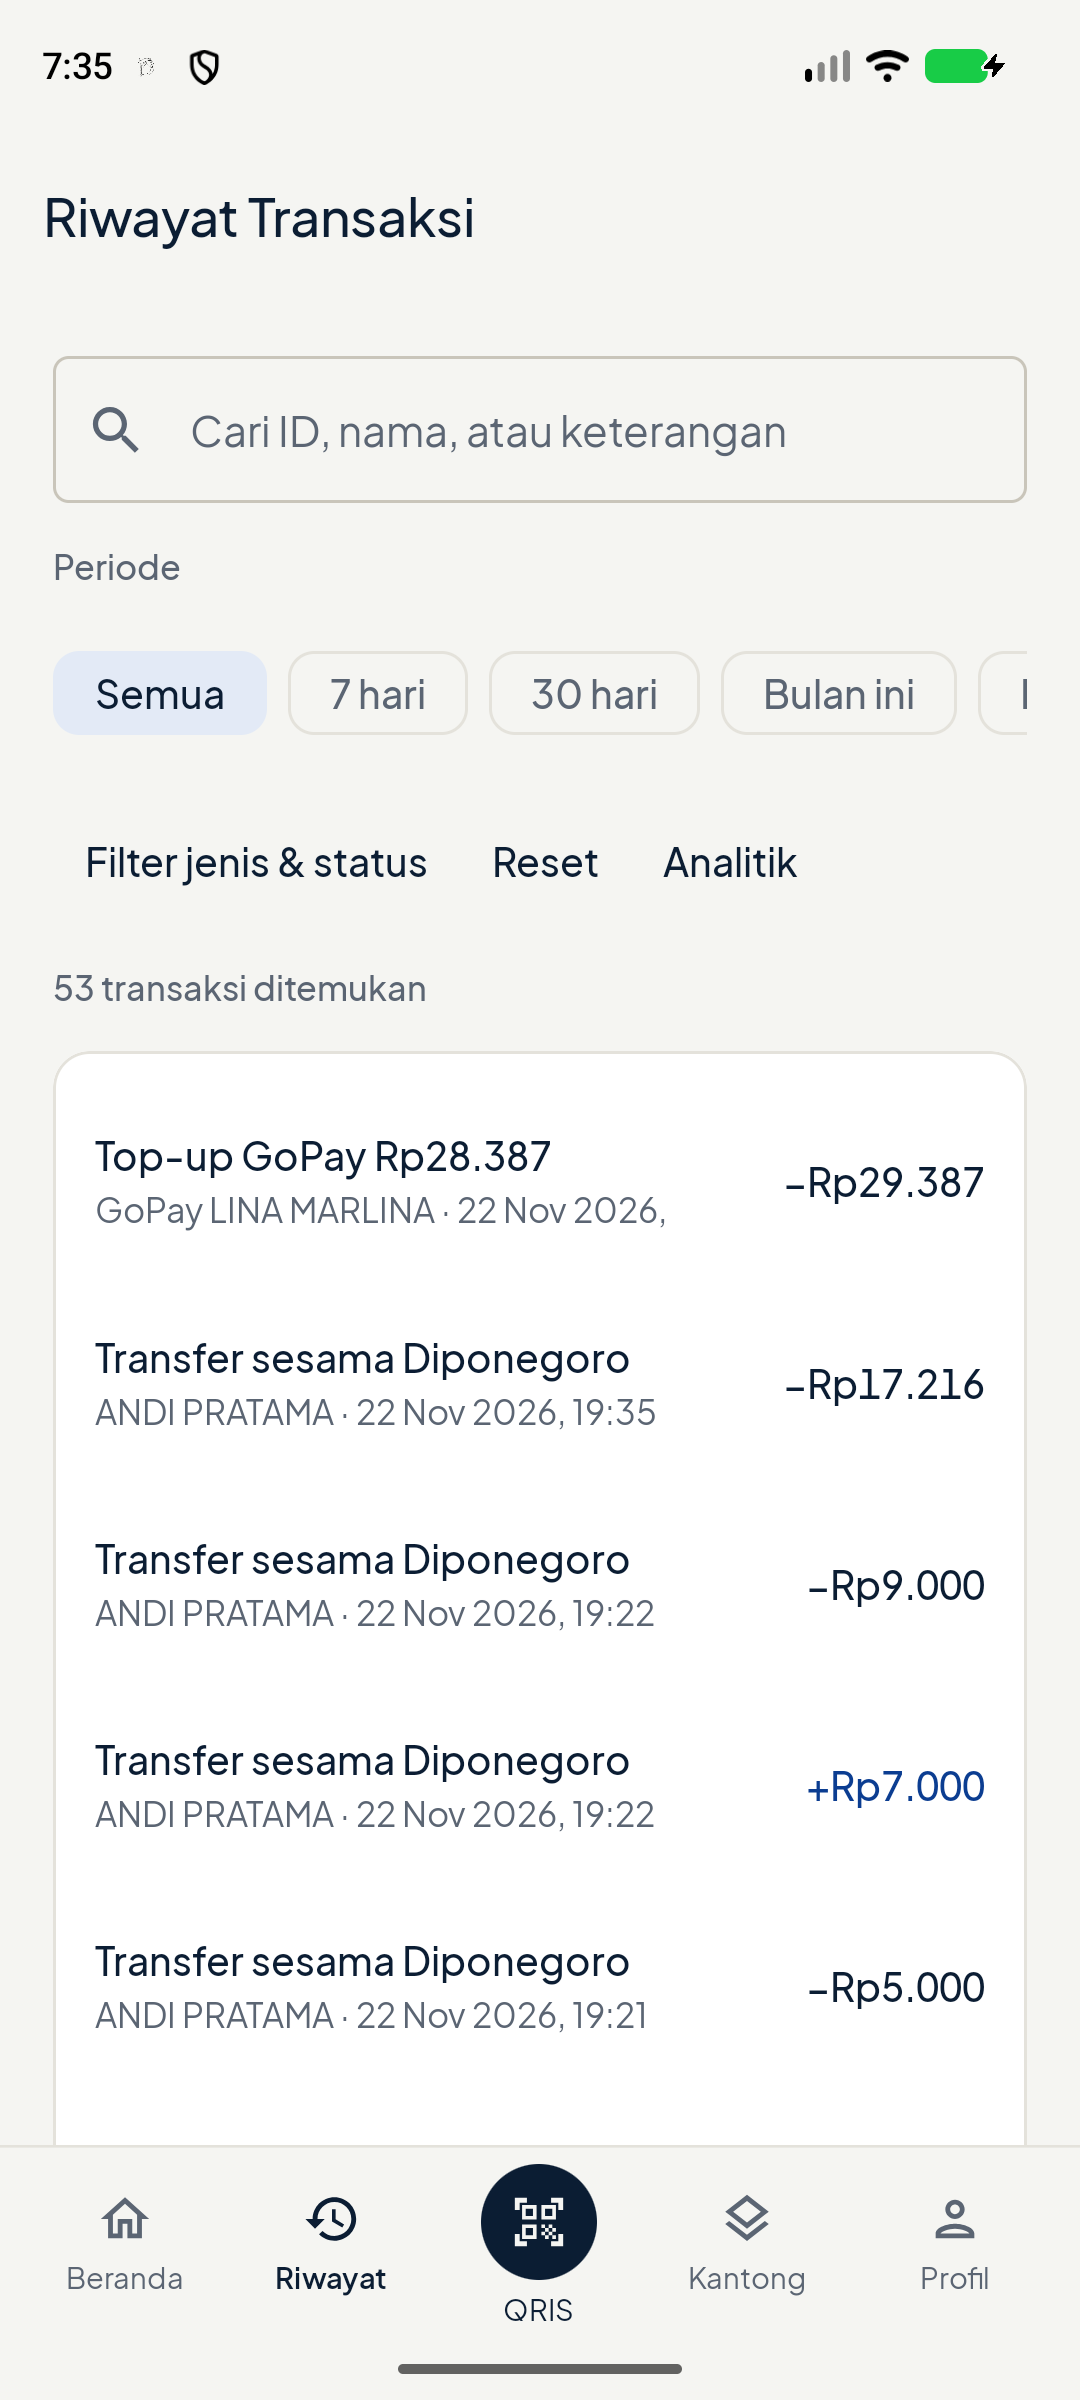 7:35
Riwayat Transaksi
Cari ID, nama, atau keterangan
Periode
Semua
7 hari
30 hari
Bulan ini
Filter jenis & status
Reset
Analitik
53 transaksi ditemukan
Top-up GoPay Rp28.387
GoPay LINA MARLINA · 22 Nov 2026,
−Rp29.387
Transfer sesama Diponegoro
ANDI PRATAMA · 22 Nov 2026, 19:35
−Rp17.216
Transfer sesama Diponegoro
ANDI PRATAMA · 22 Nov 2026, 19:22
−Rp9.000
Transfer sesama Diponegoro
ANDI PRATAMA · 22 Nov 2026, 19:22
+Rp7.000
Transfer sesama Diponegoro
ANDI PRATAMA · 22 Nov 2026, 19:21
−Rp5.000
Beranda
Riwayat
QRIS
Kantong
Profil